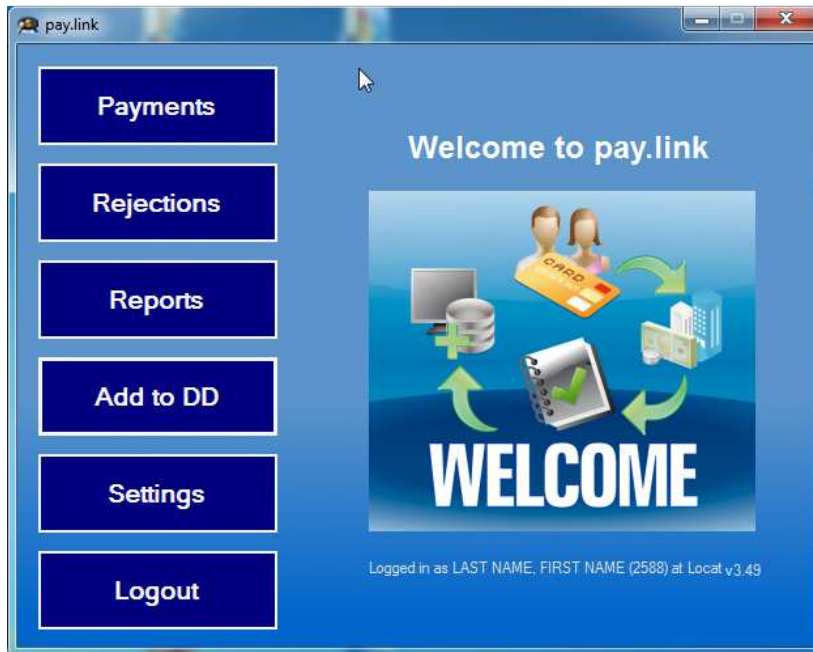 pay.link
Payments
Rejections
Reports
Add to DD
Settings
Logout
Welcome to pay.link
CARD
WELCOME
Logged in as LAST NAME, FIRST NAME (2588) at Locat v3.49